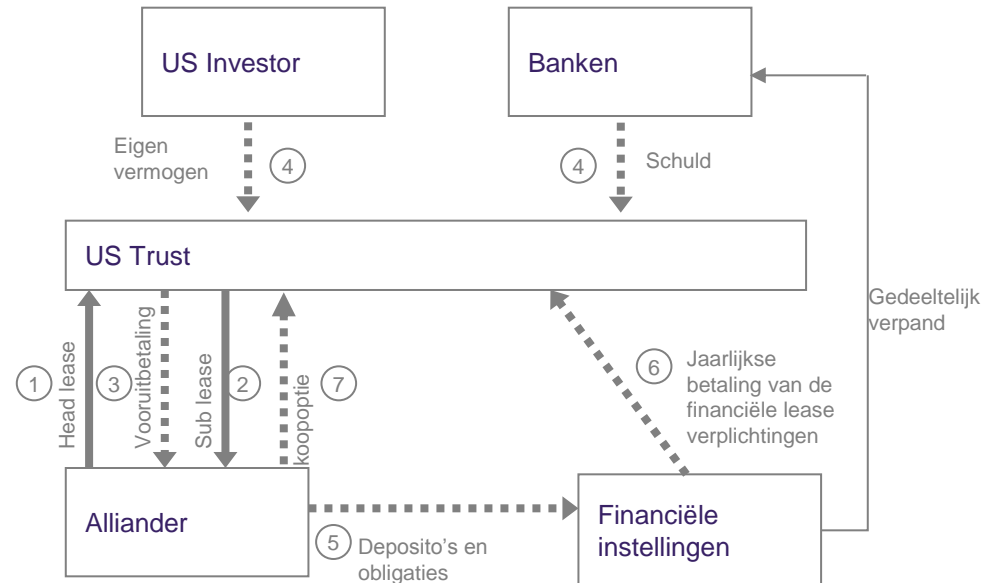 US Investor
Banken
Eigen
vermogen
4
4
Schuld
US Trust
Gedeeltelijk
verpand
1
Head lease
3
Vooruitbetaling
Sub lease
2
koopoptie
7
6
Jaarlijkse
betaling van de
financiële lease
verplichtingen
Alliander
5
Deposito’s en
obligaties
Financiële
instellingen